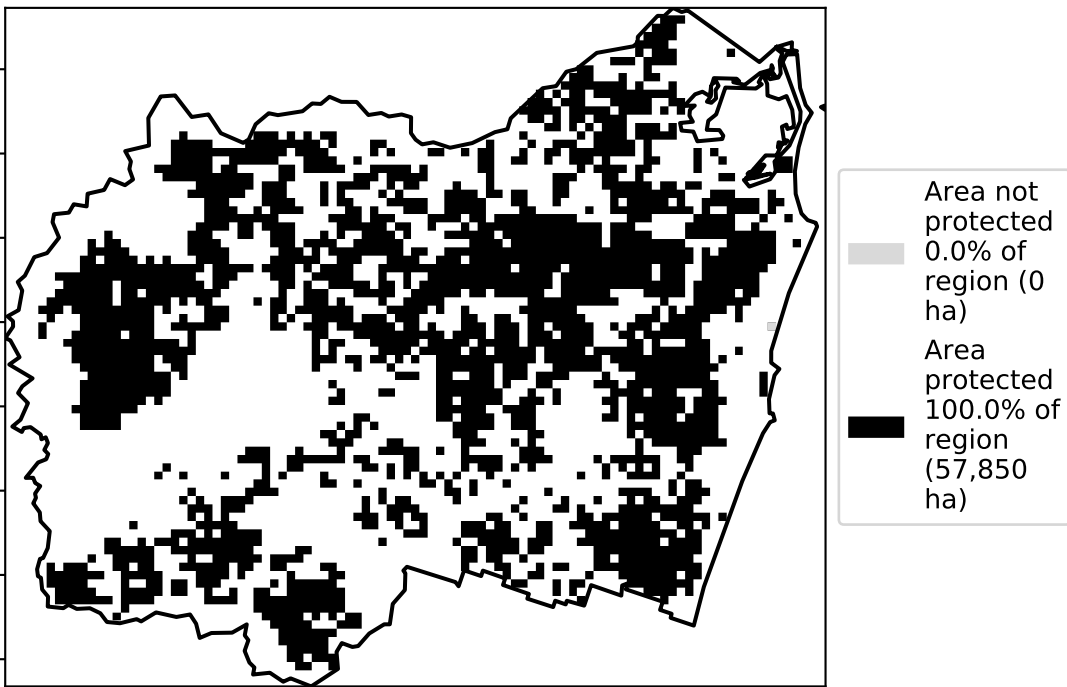 Area not
protected
0.0% of
region (0
ha)
Area
protected
100.0% of
region
(57,850
ha)